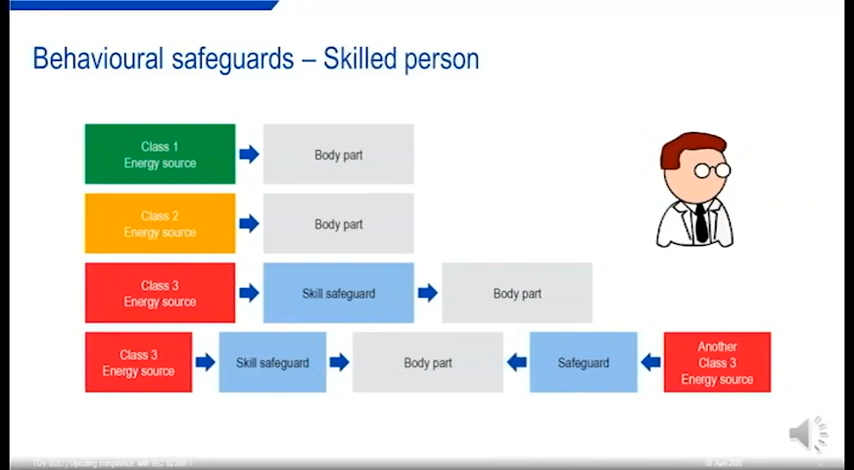 Behavioural safeguards – Skilled person
Class 1
Energy source
Body part
Class 2
Energy source
Body part
Class 3
Energy source
Skill safeguard
Body part
Class 3
Energy source
Skill safeguard
Body part
Safeguard
Another
Class 3
Energy source